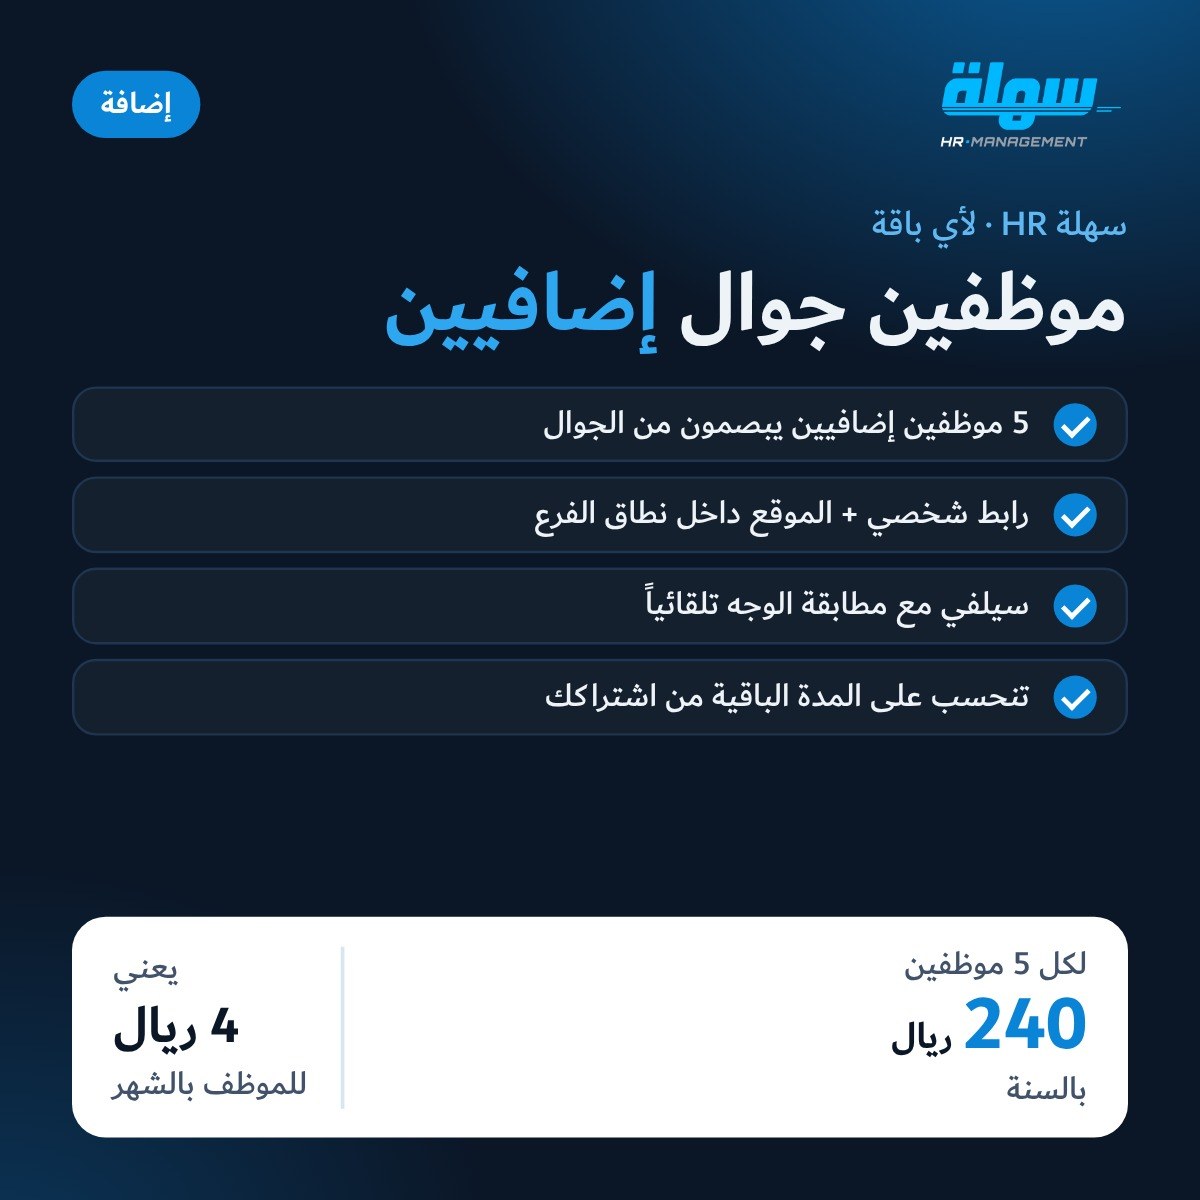 سهلة
HR·MANAGEMENT
إضافة
سهلة HR · لأي باقة
موظفين جوال إضافيين
5 موظفين إضافيين يبصمون من الجوال
رابط شخصي + الموقع داخل نطاق الفرع
سيلفي مع مطابقة الوجه تلقائياً
تنحسب على المدة الباقية من اشتراكك
لكل 5 موظفين
240 ريال
بالسنة
يعني
4 ريال
للموظف بالشهر